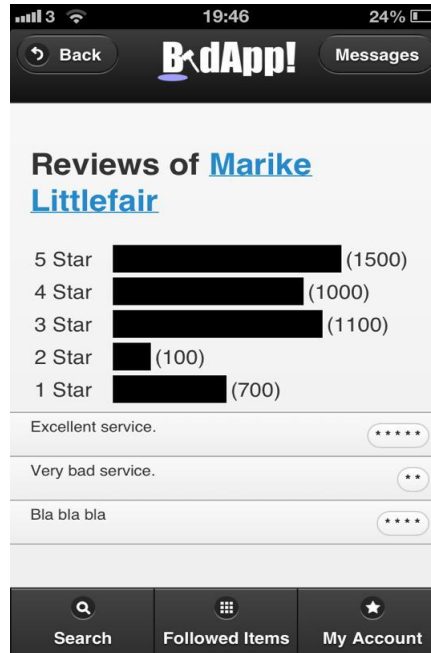 3 19:46 24%
Back BidApp! Messages
Reviews of Marike
Littlefair
5 Star (1500)
4 Star (1000)
3 Star (1100)
2 Star (100)
1 Star (700)
Excellent service.
* * * * *
Very bad service.
* *
Bla bla bla
* * * *
Search Followed Items My Account